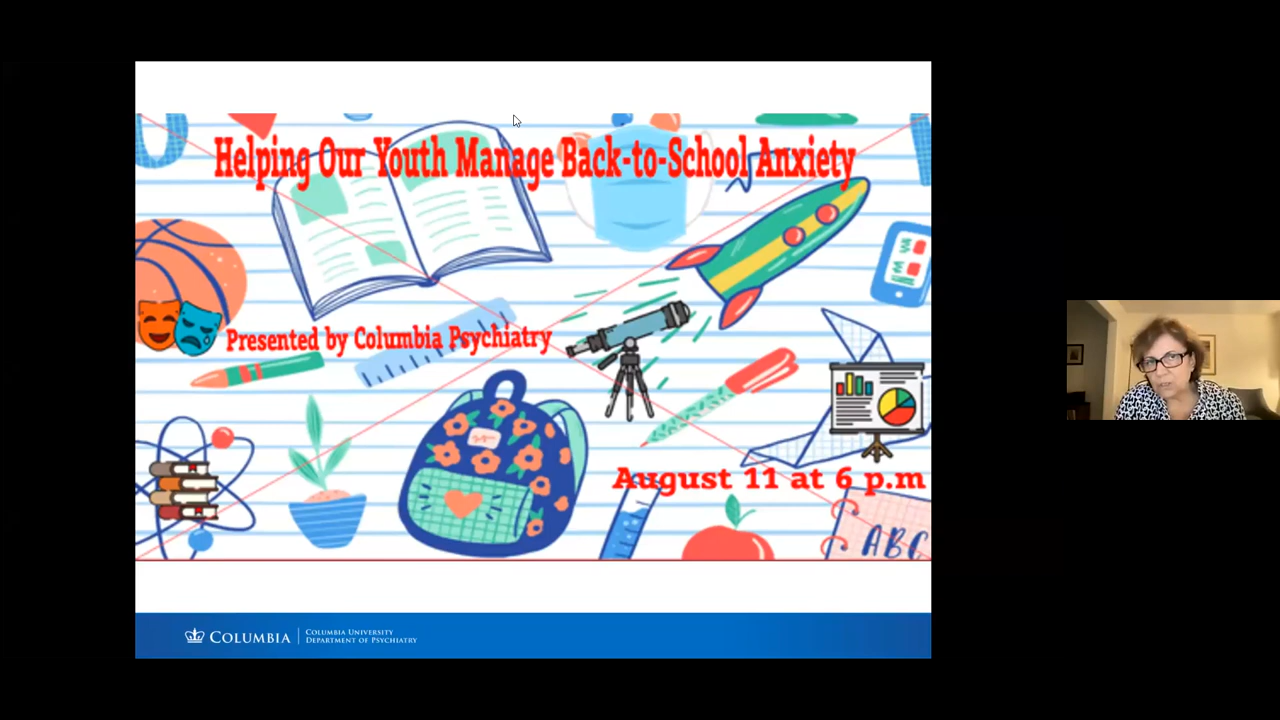 Helping Our Youth Manage Back-to-School Anxiety
Presented by Columbia Psychiatry
August 11 at 6 p.m
ABC
COLUMBIA
COLUMBIA UNIVERSITY
DEPARTMENT OF PSYCHIATRY